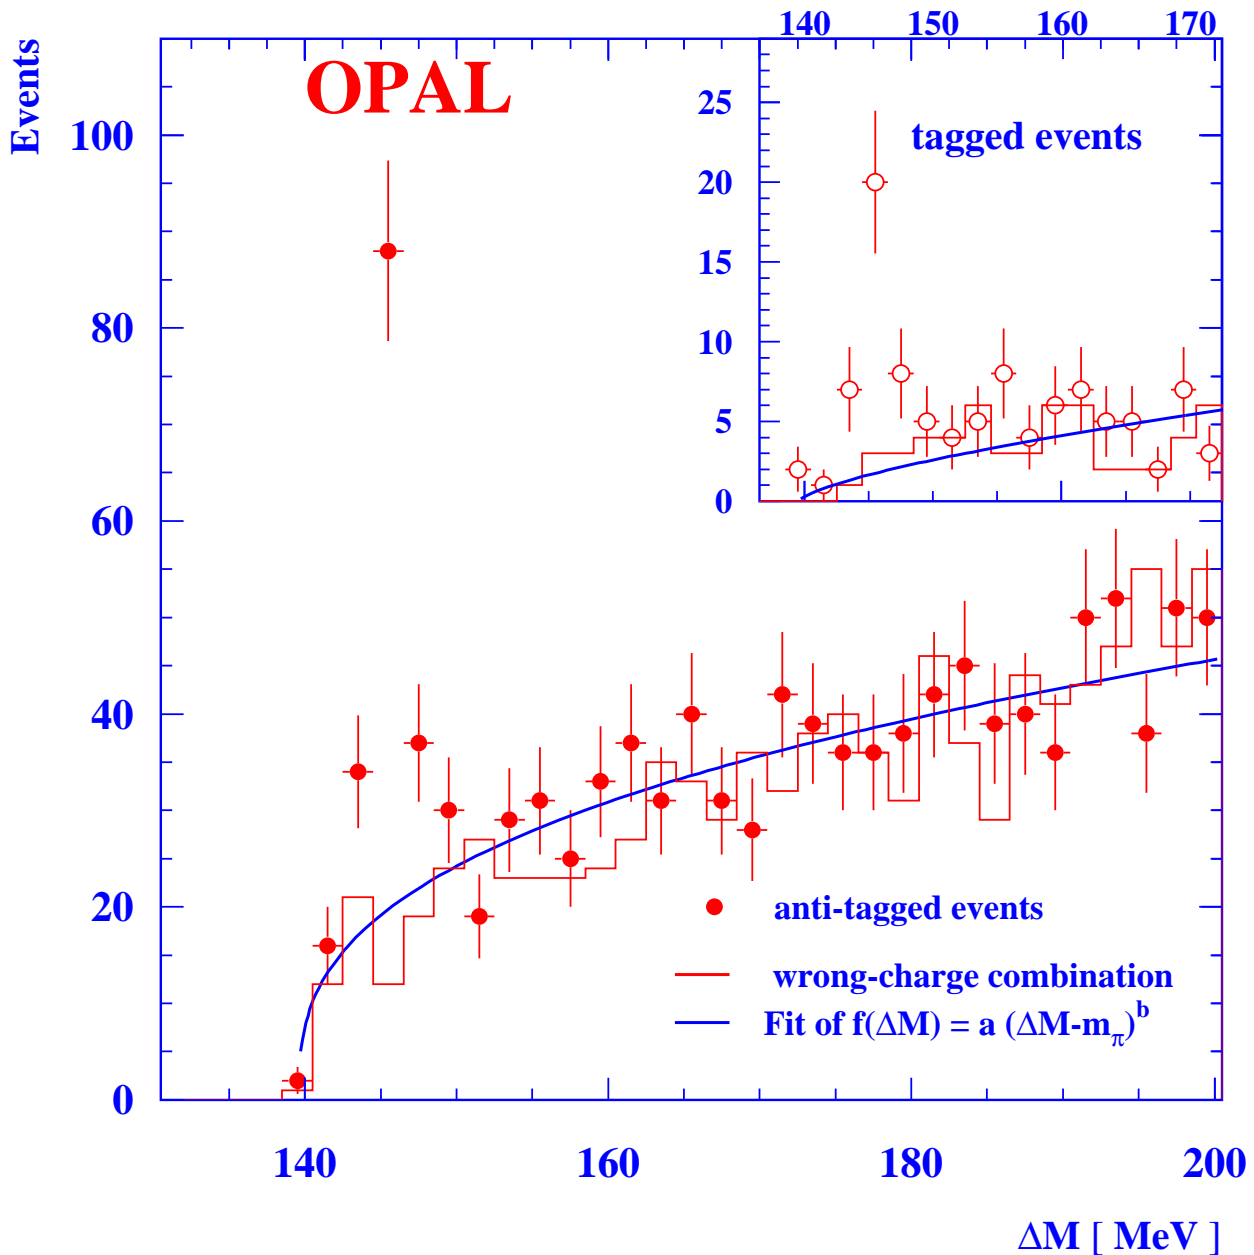 140 150 160 170
Events
OPAL
tagged events
25
20
15
10
5
0
100
80
60
40
20
0
anti-tagged events
wrong-charge combination
Fit of f(ΔM) = a (ΔM-mπ)b
140 160 180 200
ΔM [ MeV ]